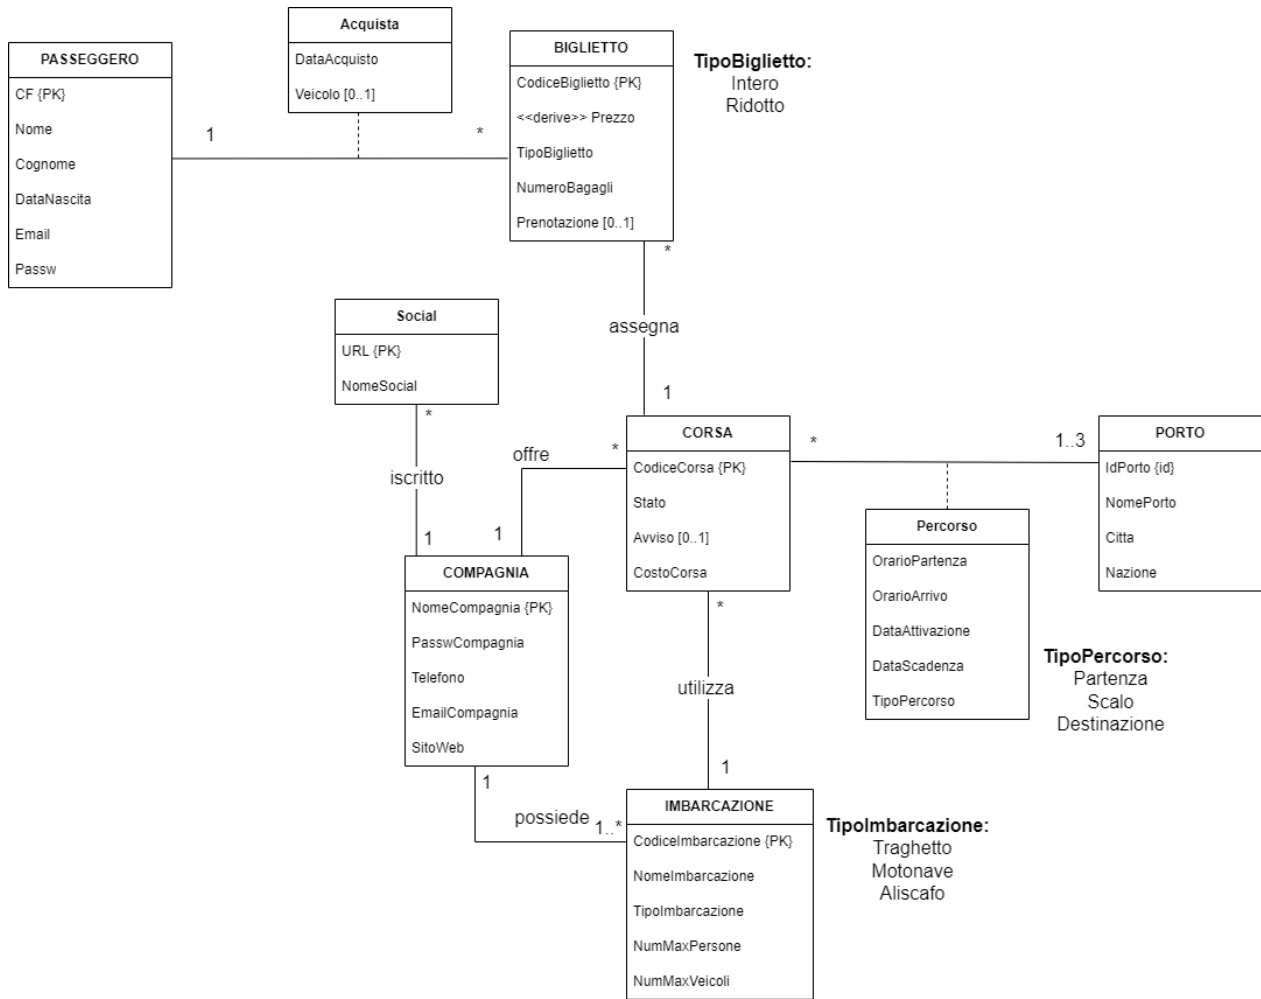 Acquista
DataAcquisto
Veicolo [0..1]
PASSEGGERO
CF {PK}
Nome
Cognome
DataNascita
Email
Passw
1
*
BIGLIETTO
CodiceBiglietto {PK}
<<derive>> Prezzo
TipoBiglietto
NumeroBagagli
Prenotazione [0..1]
TipoBiglietto:
Intero
Ridotto
*
assegna
1
Social
URL {PK}
NomeSocial
*
iscritto
1
offre
*
1
CORSA
CodiceCorsa {PK}
Stato
Avviso [0..1]
CostoCorsa
*
1..3
PORTO
IdPorto {id}
NomePorto
Citta
Nazione
Percorso
OrarioPartenza
OrarioArrivo
DataAttivazione
DataScadenza
TipoPercorso
TipoPercorso:
Partenza
Scalo
Destinazione
COMPAGNIA
NomeCompagnia {PK}
PasswCompagnia
Telefono
EmailCompagnia
SitoWeb
*
utilizza
1
1
possiede
1..*
IMBARCAZIONE
CodiceImbarcazione {PK}
NomeImbarcazione
TipoImbarcazione
NumMaxPersone
NumMaxVeicoli
TipoImbarcazione:
Traghetto
Motonave
Aliscafo